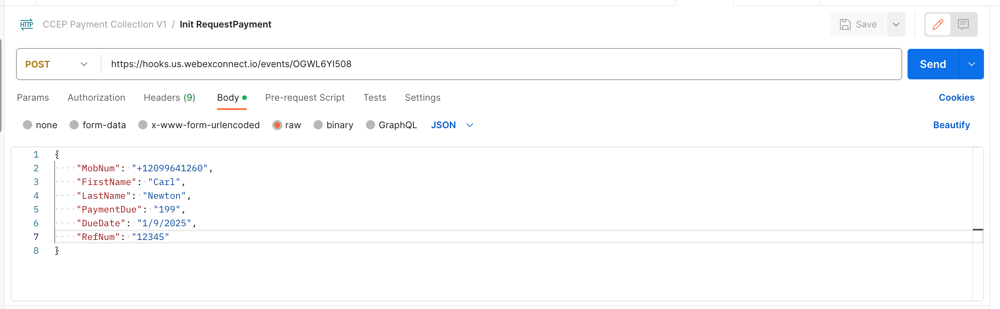 HTTP CCEP Payment Collection V1 / Init RequestPayment Save
POST https://hooks.us.webexconnect.io/events/OGWL6YI508 Send
Params Authorization Headers (9) Body Pre-request Script Tests Settings Cookies
none form-data x-www-form-urlencoded raw binary GraphQL JSON Beautify
1 {
2 "MobNum": "+12099641260",
3 "FirstName": "Carl",
4 "LastName": "Newton",
5 "PaymentDue": "199",
6 "DueDate": "1/9/2025",
7 "RefNum": "12345"
8 }